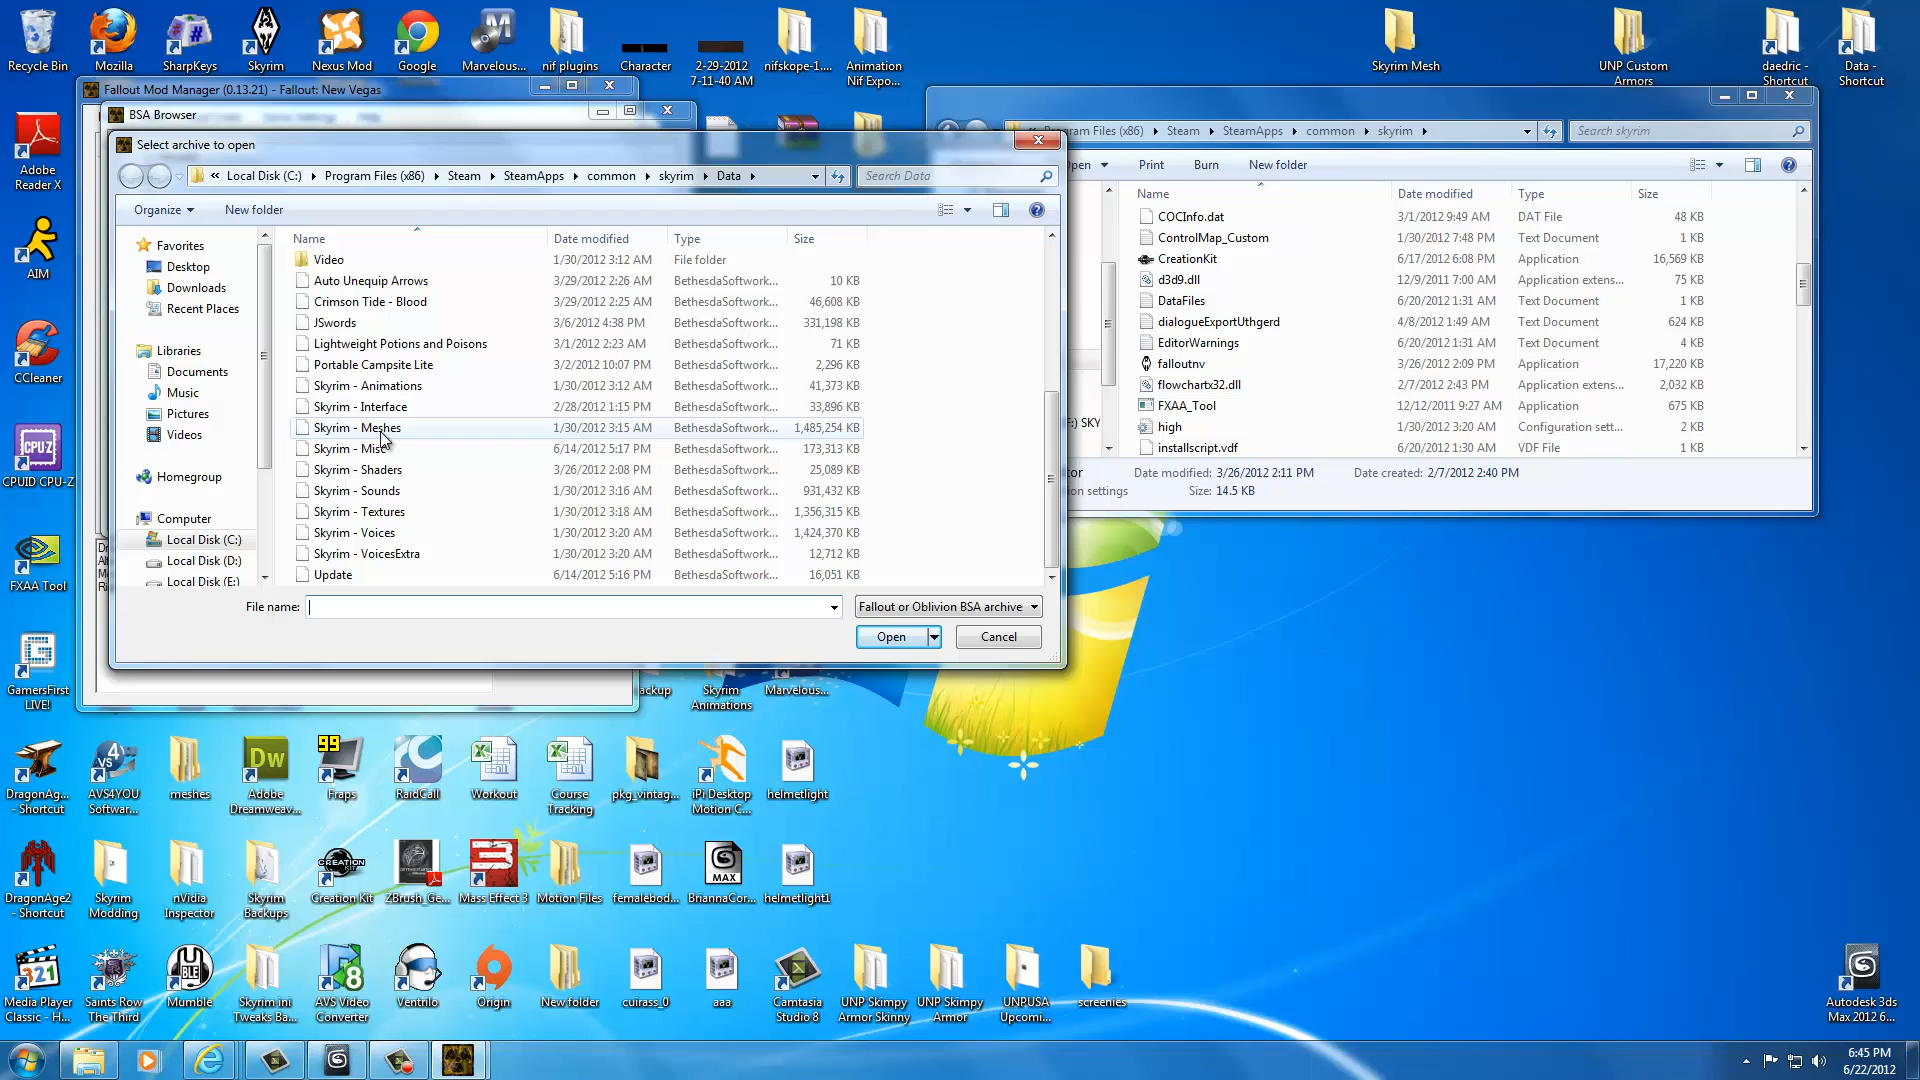 Recycle Bin
Mozilla
SharpKeys
Skyrim
Nexus Mod
Google
Marvelous...
nif plugins
Character
2-29-2012
7-11-40 AM
nifskope-1....
Animation
Nif Expo...
Skyrim Mesh
UNP Custom
Armors
daedric -
Shortcut
Data -
Shortcut
Fallout Mod Manager (0.13.21) - Fallout: New Vegas
BSA Browser
Select archive to open
Local Disk (C:)
Program Files (x86)
Steam
SteamApps
common
skyrim
Data
Search Data
Organize
New folder
Favorites
Desktop
Downloads
Recent Places
Libraries
Documents
Music
Pictures
Videos
Homegroup
Computer
Local Disk (C:)
Local Disk (D:)
Local Disk (E:)
Name Date modified Type Size
Video 1/30/2012 3:12 AM File folder
Auto Unequip Arrows 3/29/2012 2:26 AM BethesdaSoftwork... 10 KB
Crimson Tide - Blood 3/29/2012 2:25 AM BethesdaSoftwork... 46,608 KB
JSwords 3/6/2012 4:38 PM BethesdaSoftwork... 331,198 KB
Lightweight Potions and Poisons 3/1/2012 2:23 AM BethesdaSoftwork... 71 KB
Portable Campsite Lite 3/2/2012 10:07 PM BethesdaSoftwork... 2,296 KB
Skyrim - Animations 1/30/2012 3:12 AM BethesdaSoftwork... 41,373 KB
Skyrim - Interface 2/28/2012 1:15 PM BethesdaSoftwork... 33,896 KB
Skyrim - Meshes 1/30/2012 3:15 AM BethesdaSoftwork... 1,485,254 KB
Skyrim - Misc 6/14/2012 5:17 PM BethesdaSoftwork... 173,313 KB
Skyrim - Shaders 3/26/2012 2:08 PM BethesdaSoftwork... 25,089 KB
Skyrim - Sounds 1/30/2012 3:16 AM BethesdaSoftwork... 931,432 KB
Skyrim - Textures 1/30/2012 3:18 AM BethesdaSoftwork... 1,356,315 KB
Skyrim - Voices 1/30/2012 3:20 AM BethesdaSoftwork... 1,424,370 KB
Skyrim - VoicesExtra 1/30/2012 3:20 AM BethesdaSoftwork... 12,712 KB
Update 6/14/2012 5:16 PM BethesdaSoftwork... 16,051 KB
File name:
Fallout or Oblivion BSA archive
Open
Cancel
Program Files (x86)
Steam
SteamApps
common
skyrim
Search skyrim
Open
Print
Burn
New folder
Name Date modified Type Size
COCInfo.dat 3/1/2012 9:49 AM DAT File 48 KB
ControlMap_Custom 1/30/2012 7:48 PM Text Document 1 KB
CreationKit 6/17/2012 6:08 PM Application 16,569 KB
d3d9.dll 12/9/2011 7:00 AM Application extens... 75 KB
DataFiles 6/20/2012 1:31 AM Text Document 1 KB
dialogueExportUthgerd 4/8/2012 1:49 AM Text Document 624 KB
EditorWarnings 6/20/2012 1:31 AM Text Document 4 KB
falloutnv 3/26/2012 2:09 PM Application 17,220 KB
flowchartx32.dll 2/7/2012 2:43 PM Application extens... 2,032 KB
FXAA_Tool 12/12/2011 9:27 AM Application 675 KB
high 1/30/2012 3:20 AM Configuration sett... 2 KB
installscript.vdf 6/20/2012 1:30 AM VDF File 1 KB
F:) SKY
tor Date modified: 3/26/2012 2:11 PM Date created: 2/7/2012 2:40 PM
on settings Size: 14.5 KB
Adobe
Reader X
AIM
CCleaner
CPU-Z
CPUID CPU-Z
FXAA Tool
GamersFirst
LIVE!
ackup
Skyrim
Animations
Marvelous...
DragonAg...
- Shortcut
VS4
AVS4YOU
Softwar...
meshes
Dw
Adobe
Dreamweav...
99
Fraps
RaidCall
Workout
Course
Tracking
pkg_vintag...
iPi Desktop
Motion C...
helmetlight
DragonAge2
- Shortcut
Skyrim
Modding
nVidia
Inspector
Skyrim
Backups
CREATION
KIT
Creation Kit
ZBrush_Ge...
3
Mass Effect 3
Motion Files
femalebod...
MAX
BriannaCor...
helmetlight1
321
Media Player
Classic - H...
Saints Row
The Third
BLE
Mumble
Skyrim ini
Tweaks Ba...
8
AVS Video
Converter
Ventrilo
Origin
New folder
cuirass_0
aaa
Camtasia
Studio 8
UNP Skimpy
Armor Skinny
UNP Skimpy
Armor
UNPUSA
Upcomi...
screenies
Autodesk 3ds
Max 2012 6...
6:45 PM
6/22/2012